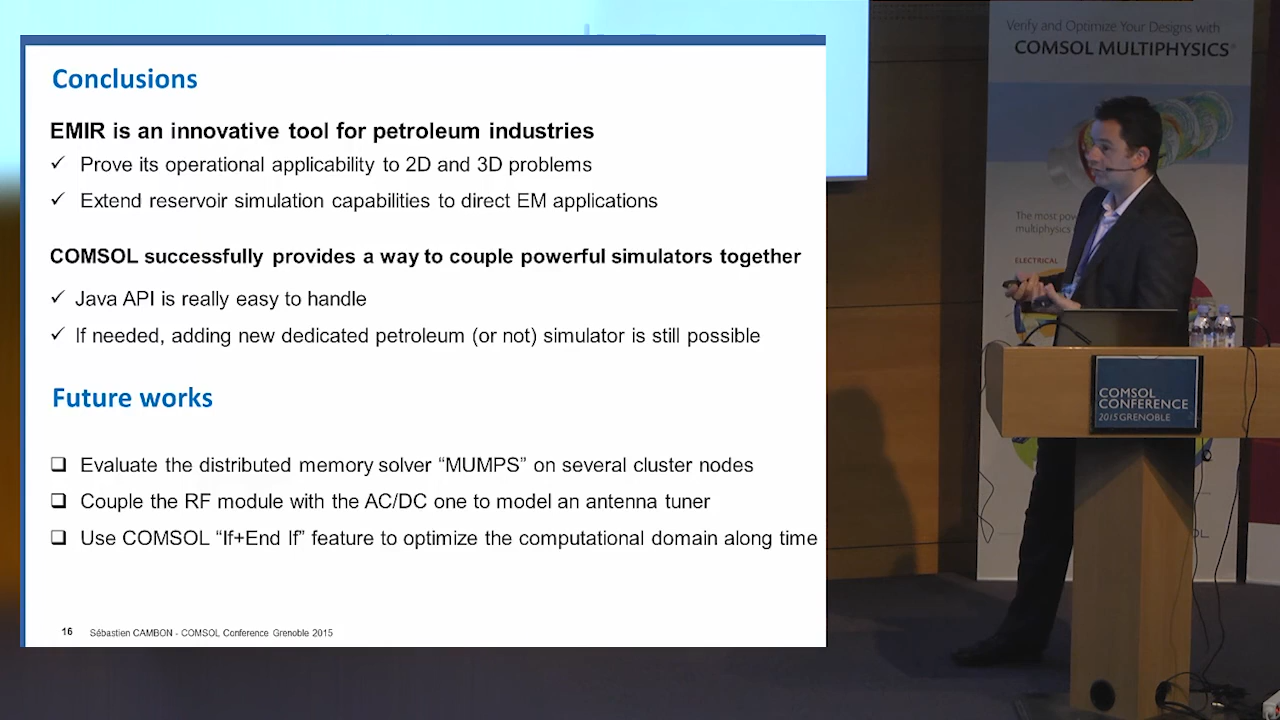 Conclusions
EMIR is an innovative tool for petroleum industries
✓ Prove its operational applicability to 2D and 3D problems
✓ Extend reservoir simulation capabilities to direct EM applications
COMSOL successfully provides a way to couple powerful simulators together
✓ Java API is really easy to handle
✓ If needed, adding new dedicated petroleum (or not) simulator is still possible
Future works
❑ Evaluate the distributed memory solver “MUMPS” on several cluster nodes
❑ Couple the RF module with the AC/DC one to model an antenna tuner
❑ Use COMSOL “If+End If” feature to optimize the computational domain along time
16 Sébastien CAMBON - COMSOL Conference Grenoble 2015
Verify and Optimize Your Designs with
COMSOL MULTIPHYSICS®
The most
multiphysics
ELECTRICAL
COMSOL
CONFERENCE
2015 GRENOBLE